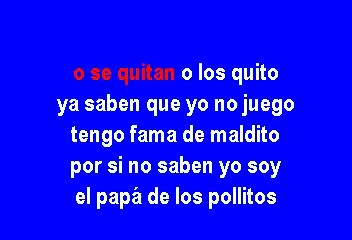 o se quitan o los quito
ya saben que yo no juego
tengo fama de maldito
por si no saben yo soy
el papá de los pollitos